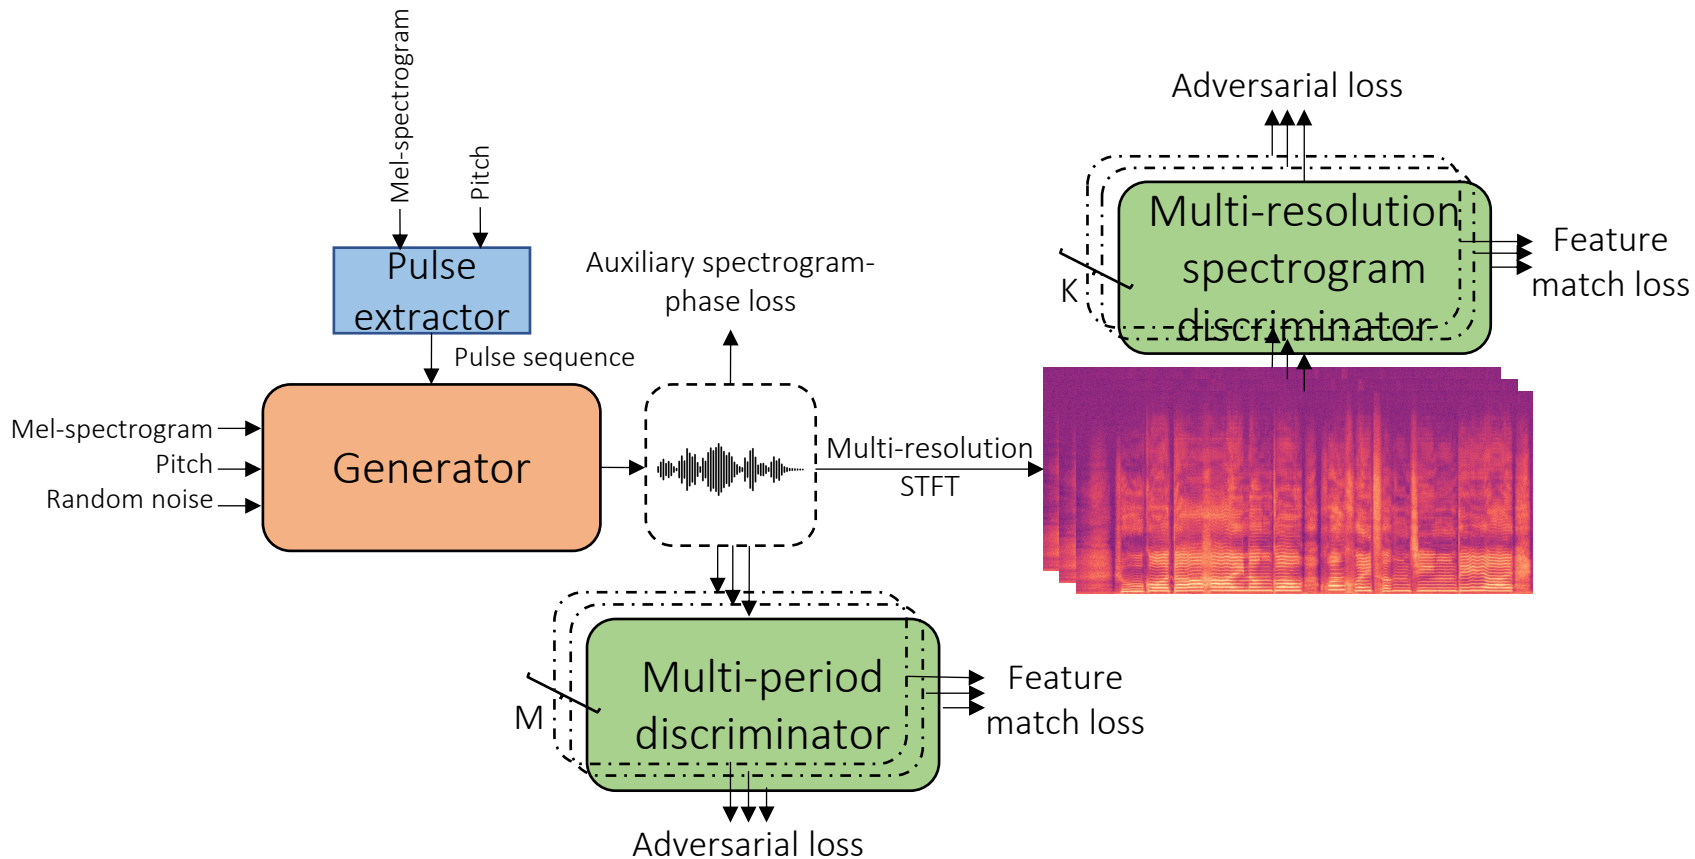 Mel-spectrogram
Pitch
Pulse
extractor
Pulse sequence
Mel-spectrogram
Pitch
Random noise
Generator
Auxiliary spectrogram-
phase loss
Multi-resolution
STFT
Adversarial loss
Multi-resolution
spectrogram
discriminator
K
Feature
match loss
Multi-period
discriminator
M
Feature
match loss
Adversarial loss